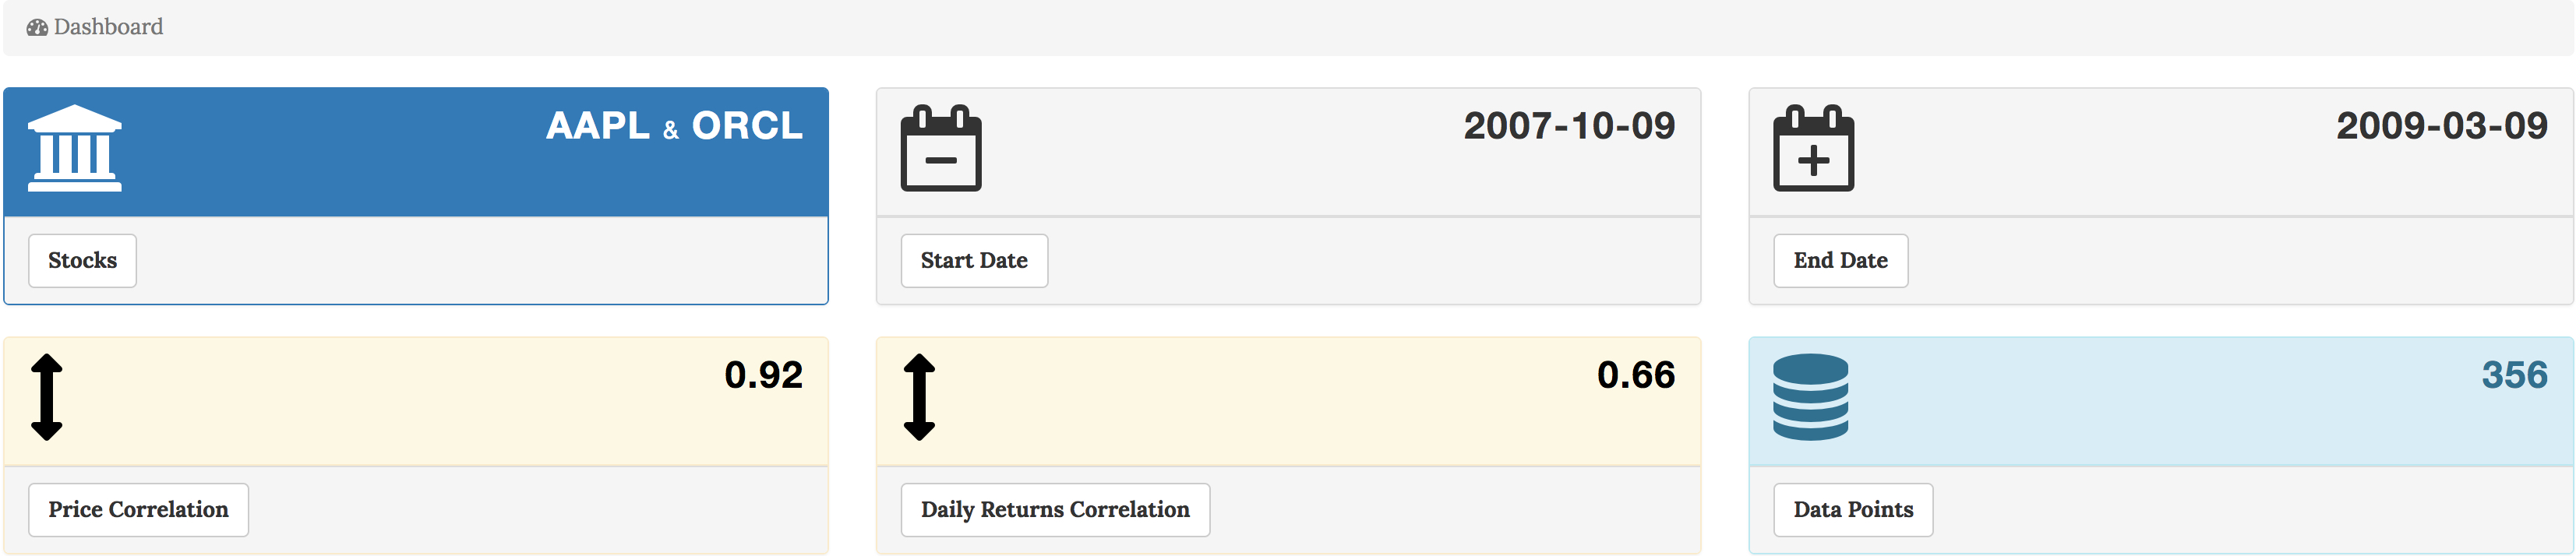 Dashboard
AAPL & ORCL
Stocks
2007-10-09
Start Date
2009-03-09
End Date
0.92
Price Correlation
0.66
Daily Returns Correlation
356
Data Points